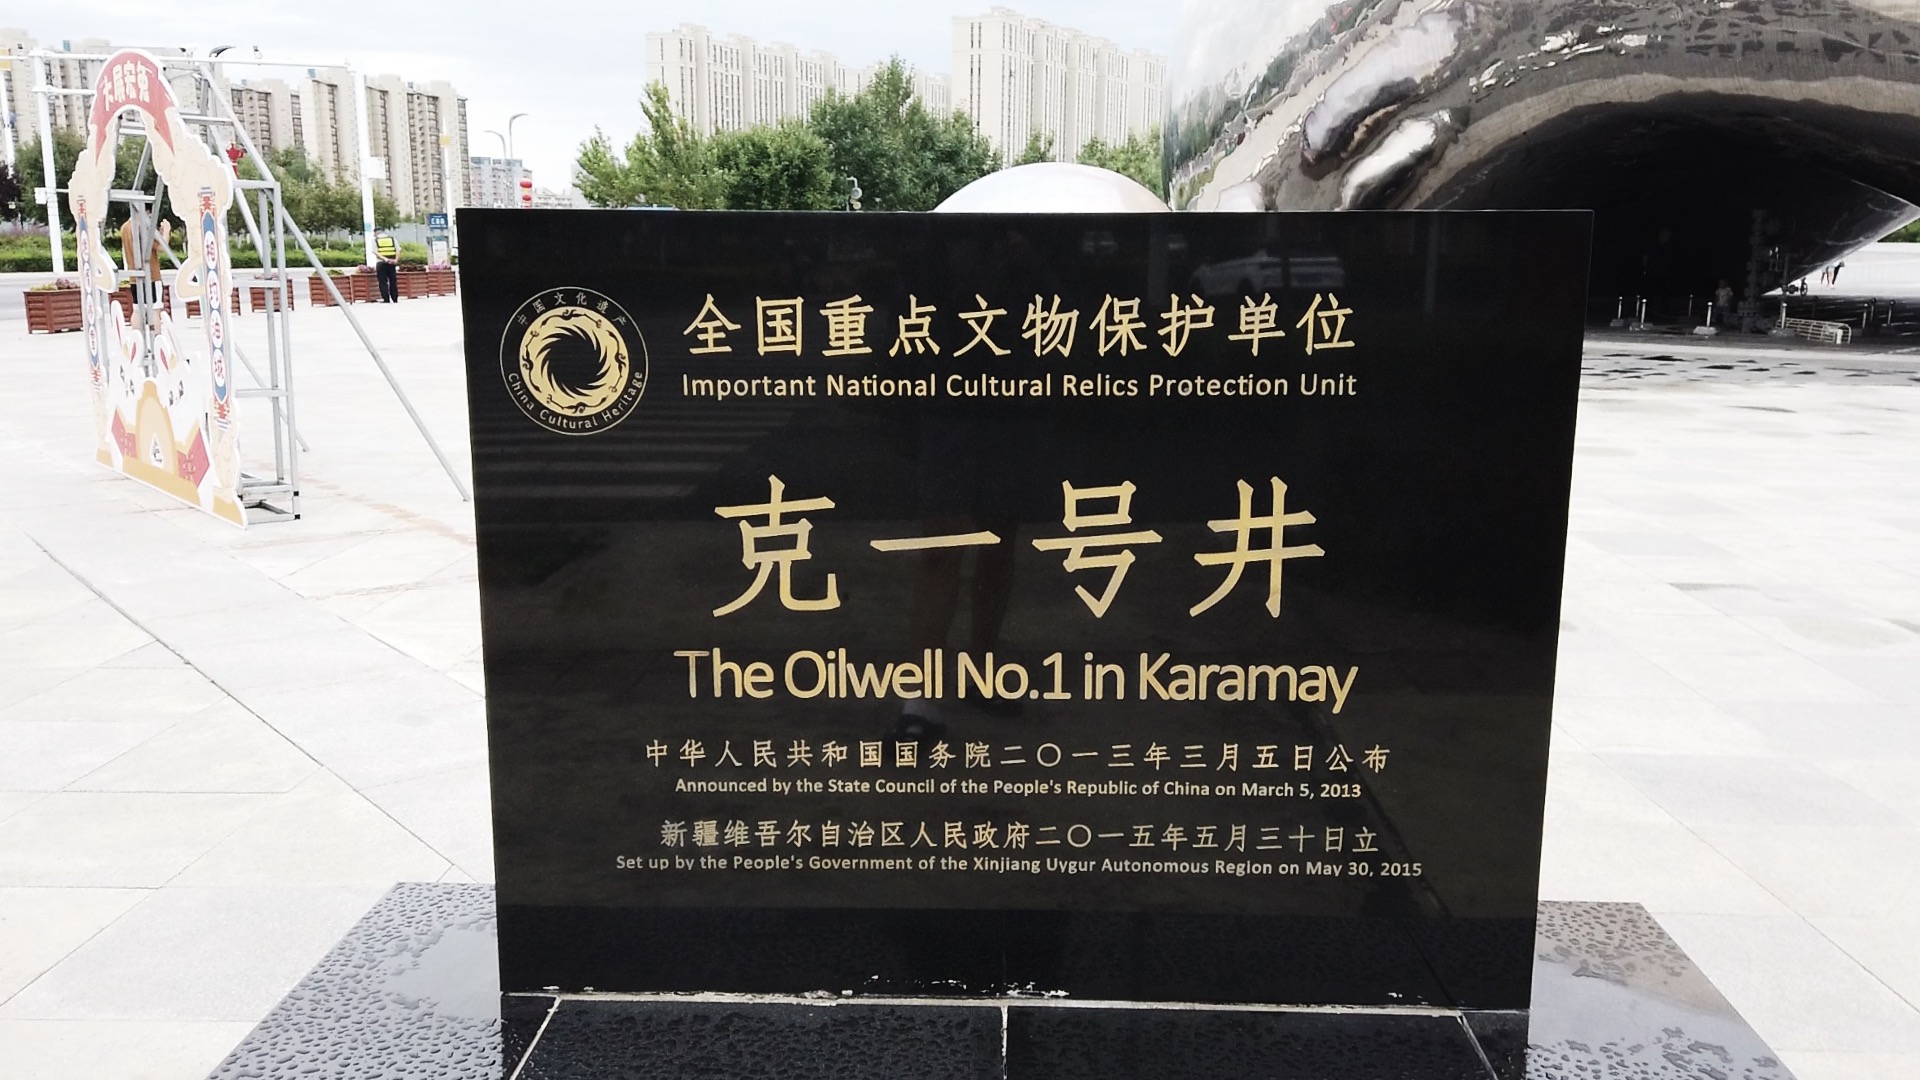 大展宏兔
中国文化遗产
China Cultural Heritage
全国重点文物保护单位
Important National Cultural Relics Protection Unit
克一号井
The Oilwell No.1 in Karamay
中华人民共和国国务院二〇一三年三月五日公布
Announced by the State Council of the People's Republic of China on March 5, 2013
新疆维吾尔自治区人民政府二〇一五年五月三十日立
Set up by the People's Government of the Xinjiang Uygur Autonomous Region on May 30, 2015